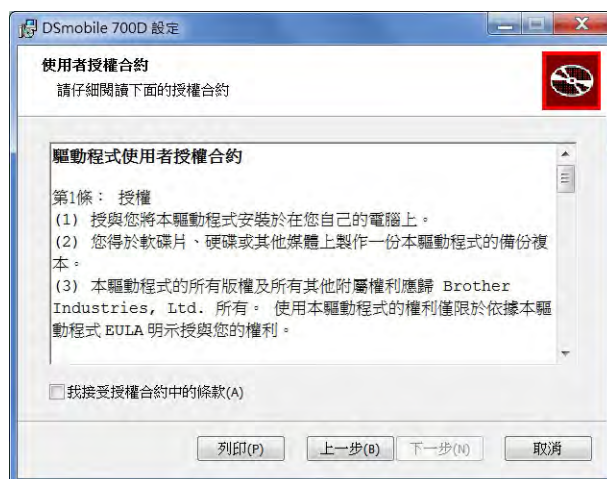 DSmobile 700D 設定
使用者授權合約
請仔細閱讀下面的授權合約
驅動程式使用者授權合約
第1條： 授權
(1) 授與您將本驅動程式安裝於在您自己的電腦上。
(2) 您得於軟碟片、硬碟或其他媒體上製作一份本驅動程式的備份複
本。
(3) 本驅動程式的所有版權及所有其他附屬權利應歸 Brother
Industries, Ltd. 所有。 使用本驅動程式的權利僅限於依據本驅
動程式 EULA 明示授與您的權利。
我接受授權合約中的條款(A)
列印(P)
上一步(B)
下一步(N)
取消